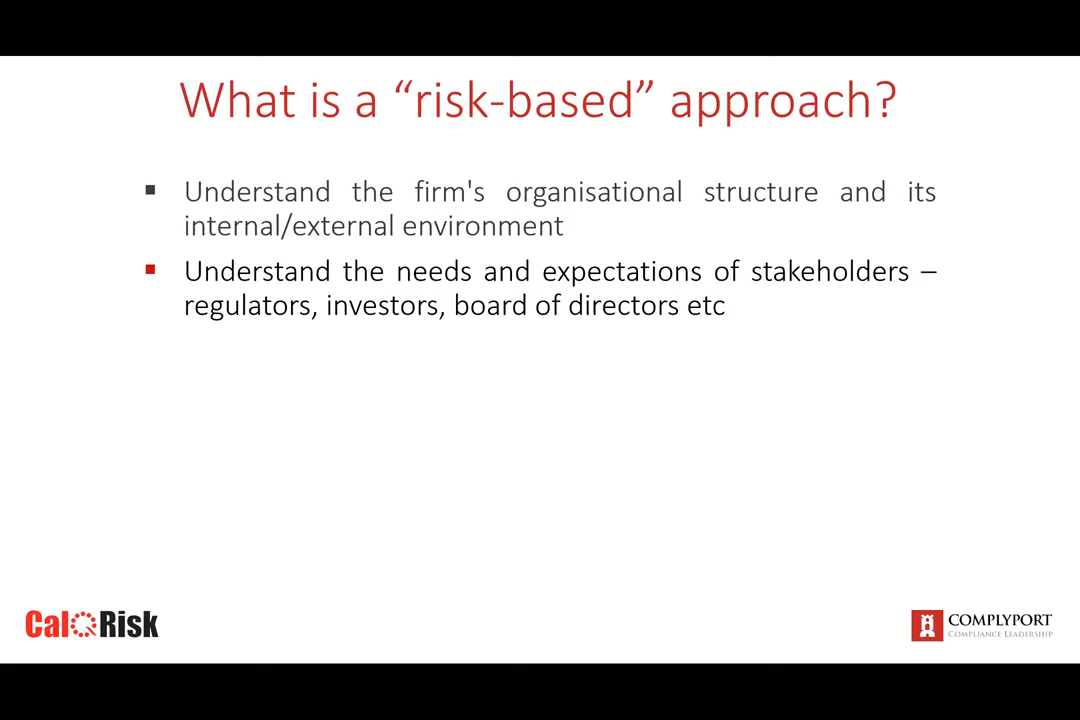 What is a “risk-based” approach?
▪ Understand the firm's organisational structure and its
internal/external environment
▪ Understand the needs and expectations of stakeholders –
regulators, investors, board of directors etc
CalQRisk
COMPLYPORT
COMPLIANCE LEADERSHIP